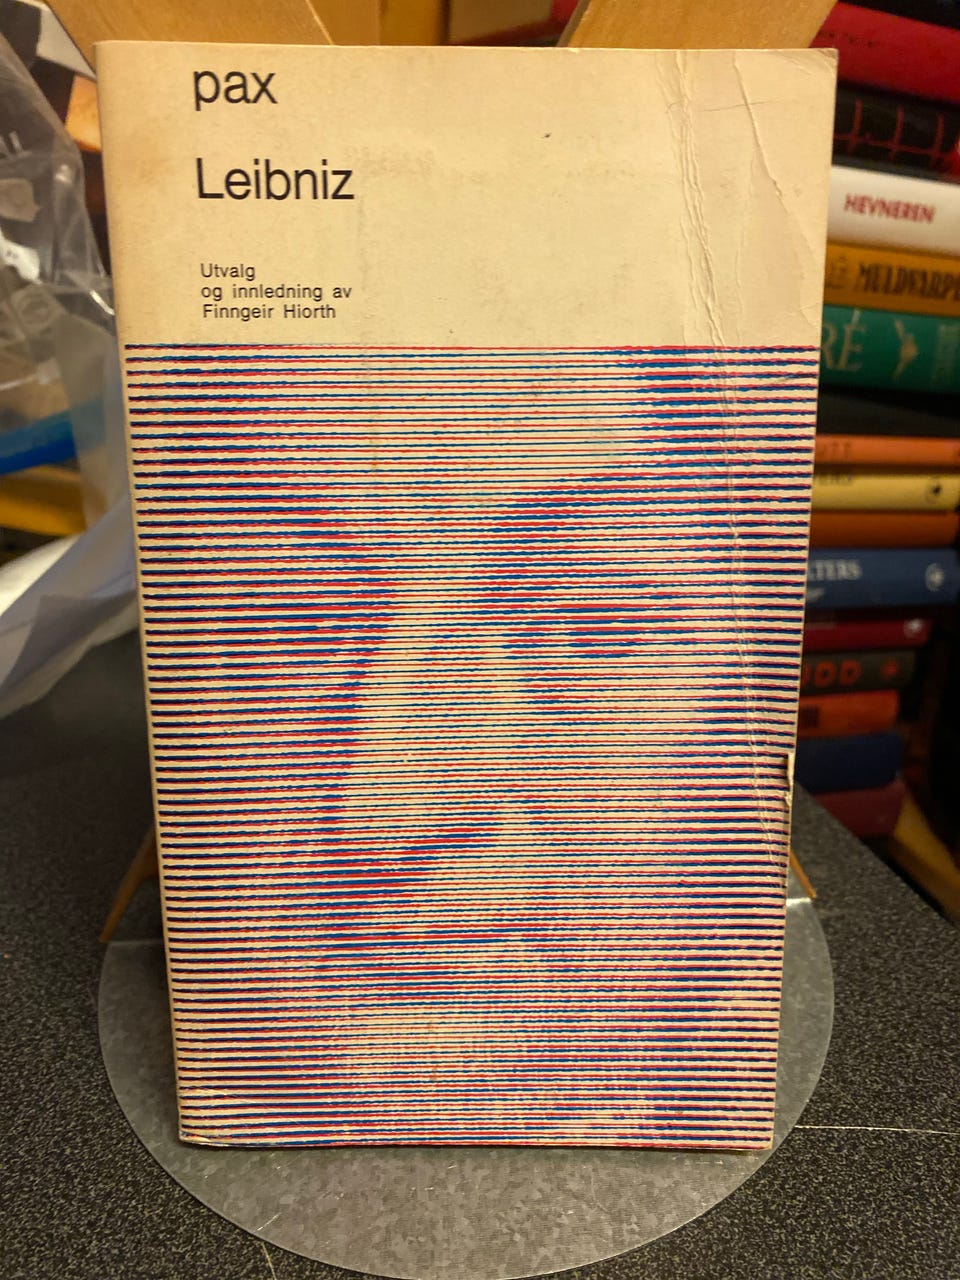 pax
Leibniz
Utvalg
og innledning av
Finngeir Hiorth
HEVNEREN